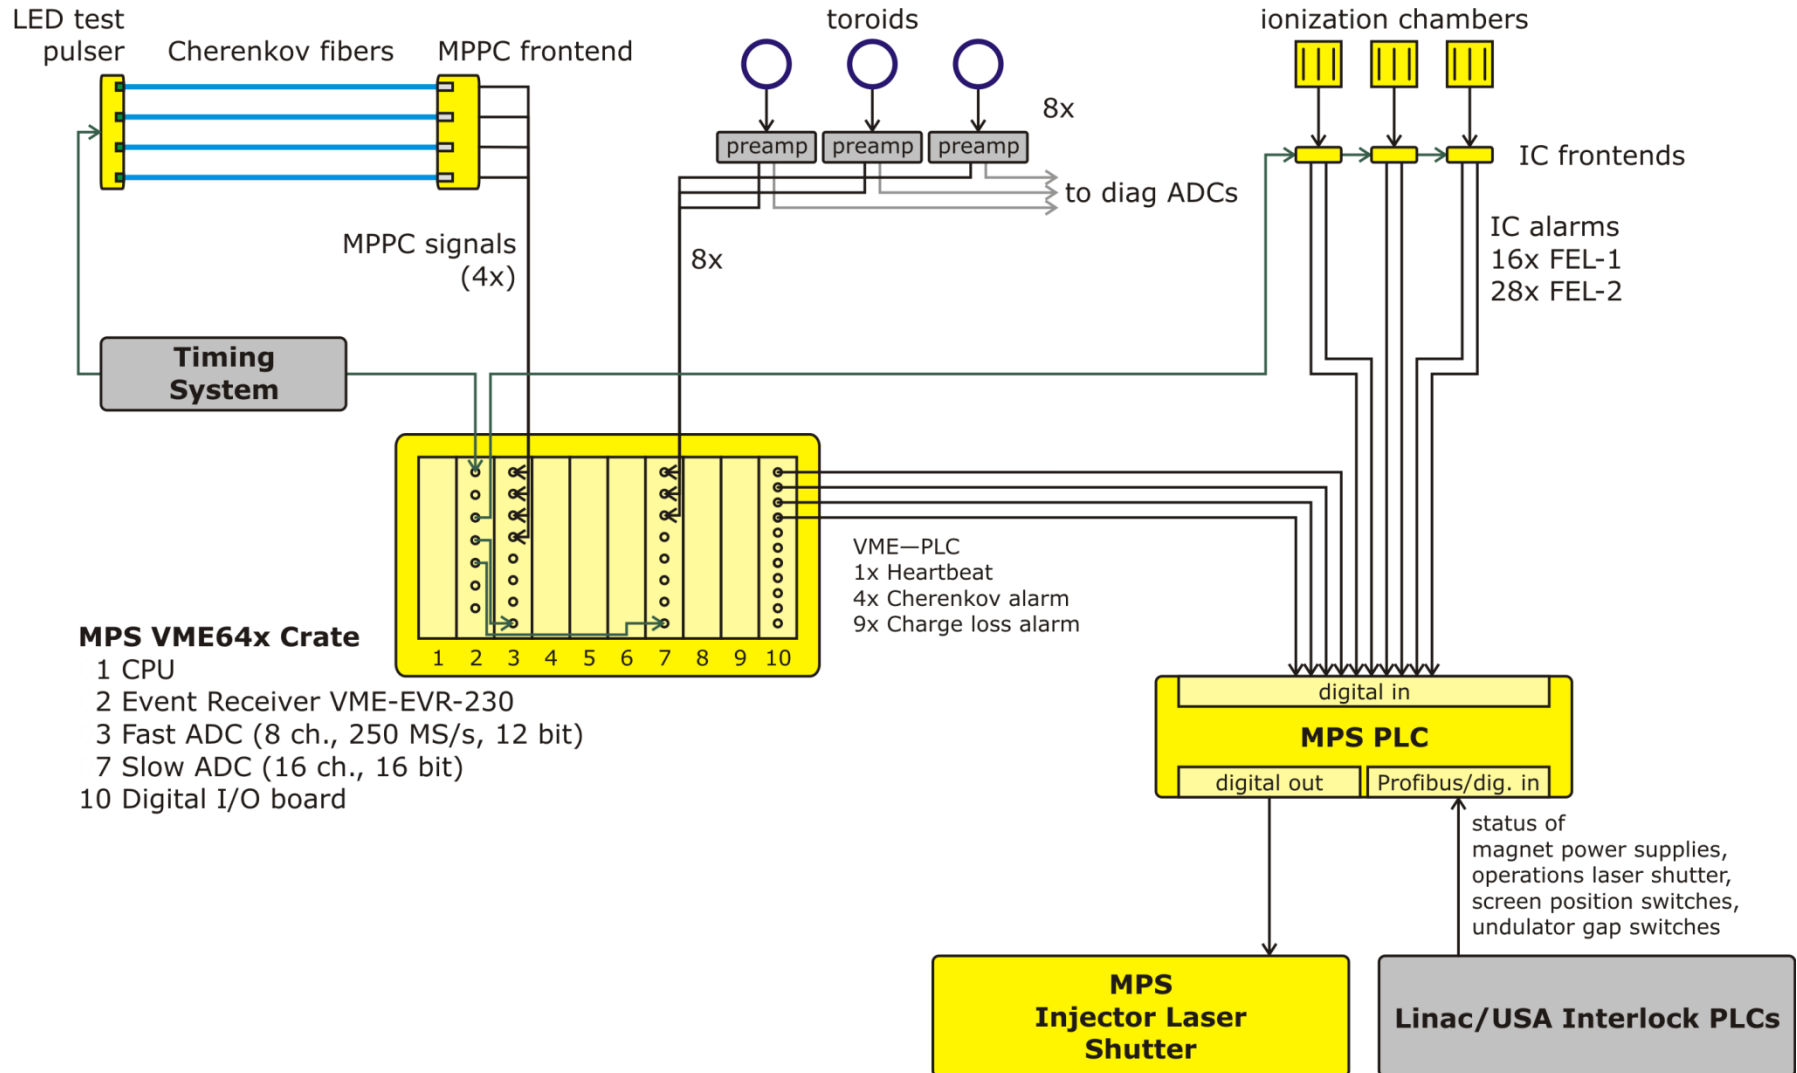 LED test
pulser
Cherenkov fibers
MPPC frontend
toroids
ionization chambers
8x
preamp
preamp
preamp
IC frontends
to diag ADCs
MPPC signals
(4x)
8x
IC alarms
16x FEL-1
28x FEL-2
Timing
System
VME—PLC
1x Heartbeat
4x Cherenkov alarm
9x Charge loss alarm
1 2 3 4 5 6 7 8 9 10
MPS VME64x Crate
1 CPU
2 Event Receiver VME-EVR-230
3 Fast ADC (8 ch., 250 MS/s, 12 bit)
7 Slow ADC (16 ch., 16 bit)
10 Digital I/O board
digital in
MPS PLC
digital out
Profibus/dig. in
status of
magnet power supplies,
operations laser shutter,
screen position switches,
undulator gap switches
MPS
Injector Laser
Shutter
Linac/USA Interlock PLCs